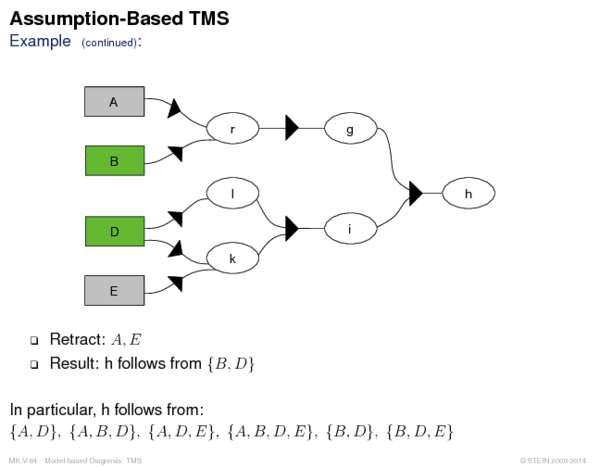 Assumption-Based TMS
Example (continued):
A
r
g
B
l
h
D
i
k
E
❑ Retract: A, E
❑ Result: h follows from {B, D}
In particular, h follows from:
{A, D}, {A, B, D}, {A, D, E}, {A, B, D, E}, {B, D}, {B, D, E}
MK:V-64 Model-based Diagnosis: TMS © STEIN 2000-2014